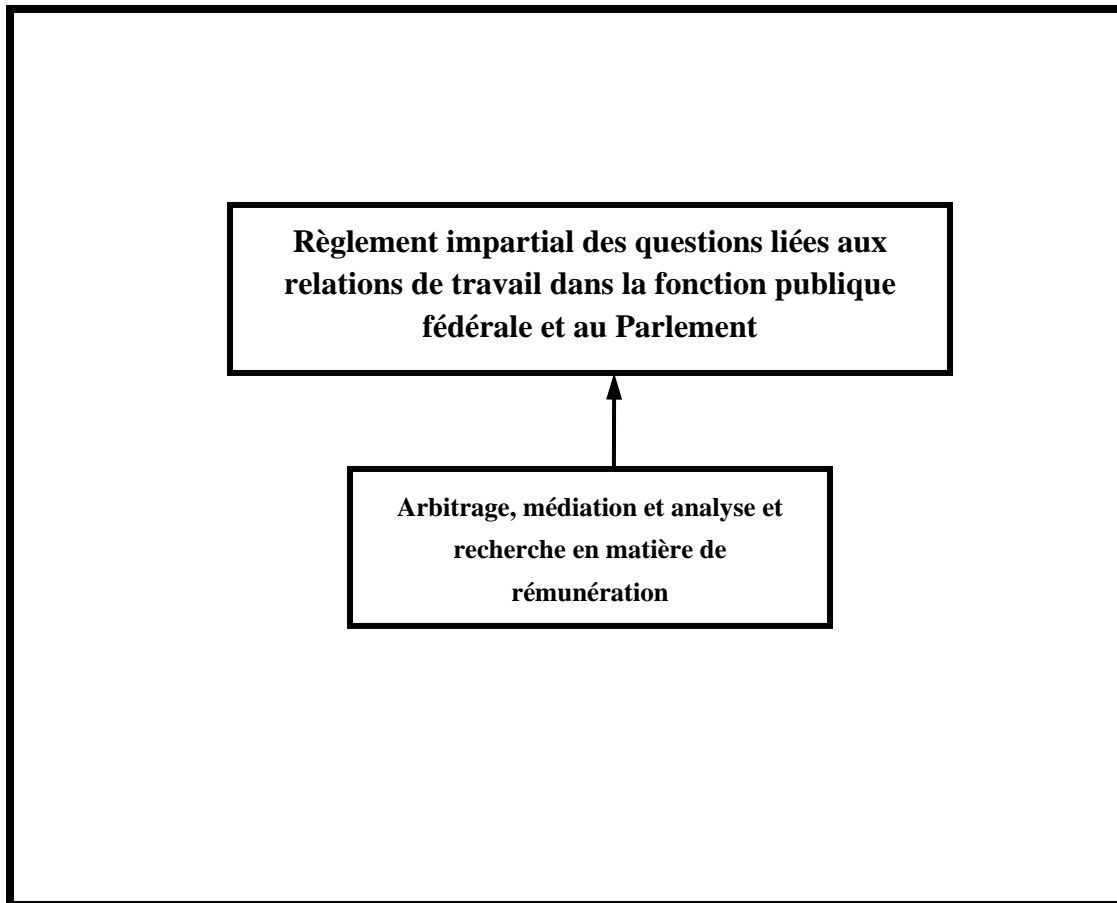 Règlement impartial des questions liées aux
relations de travail dans la fonction publique
fédérale et au Parlement
Arbitrage, médiation et analyse et
recherche en matière de
rémunération